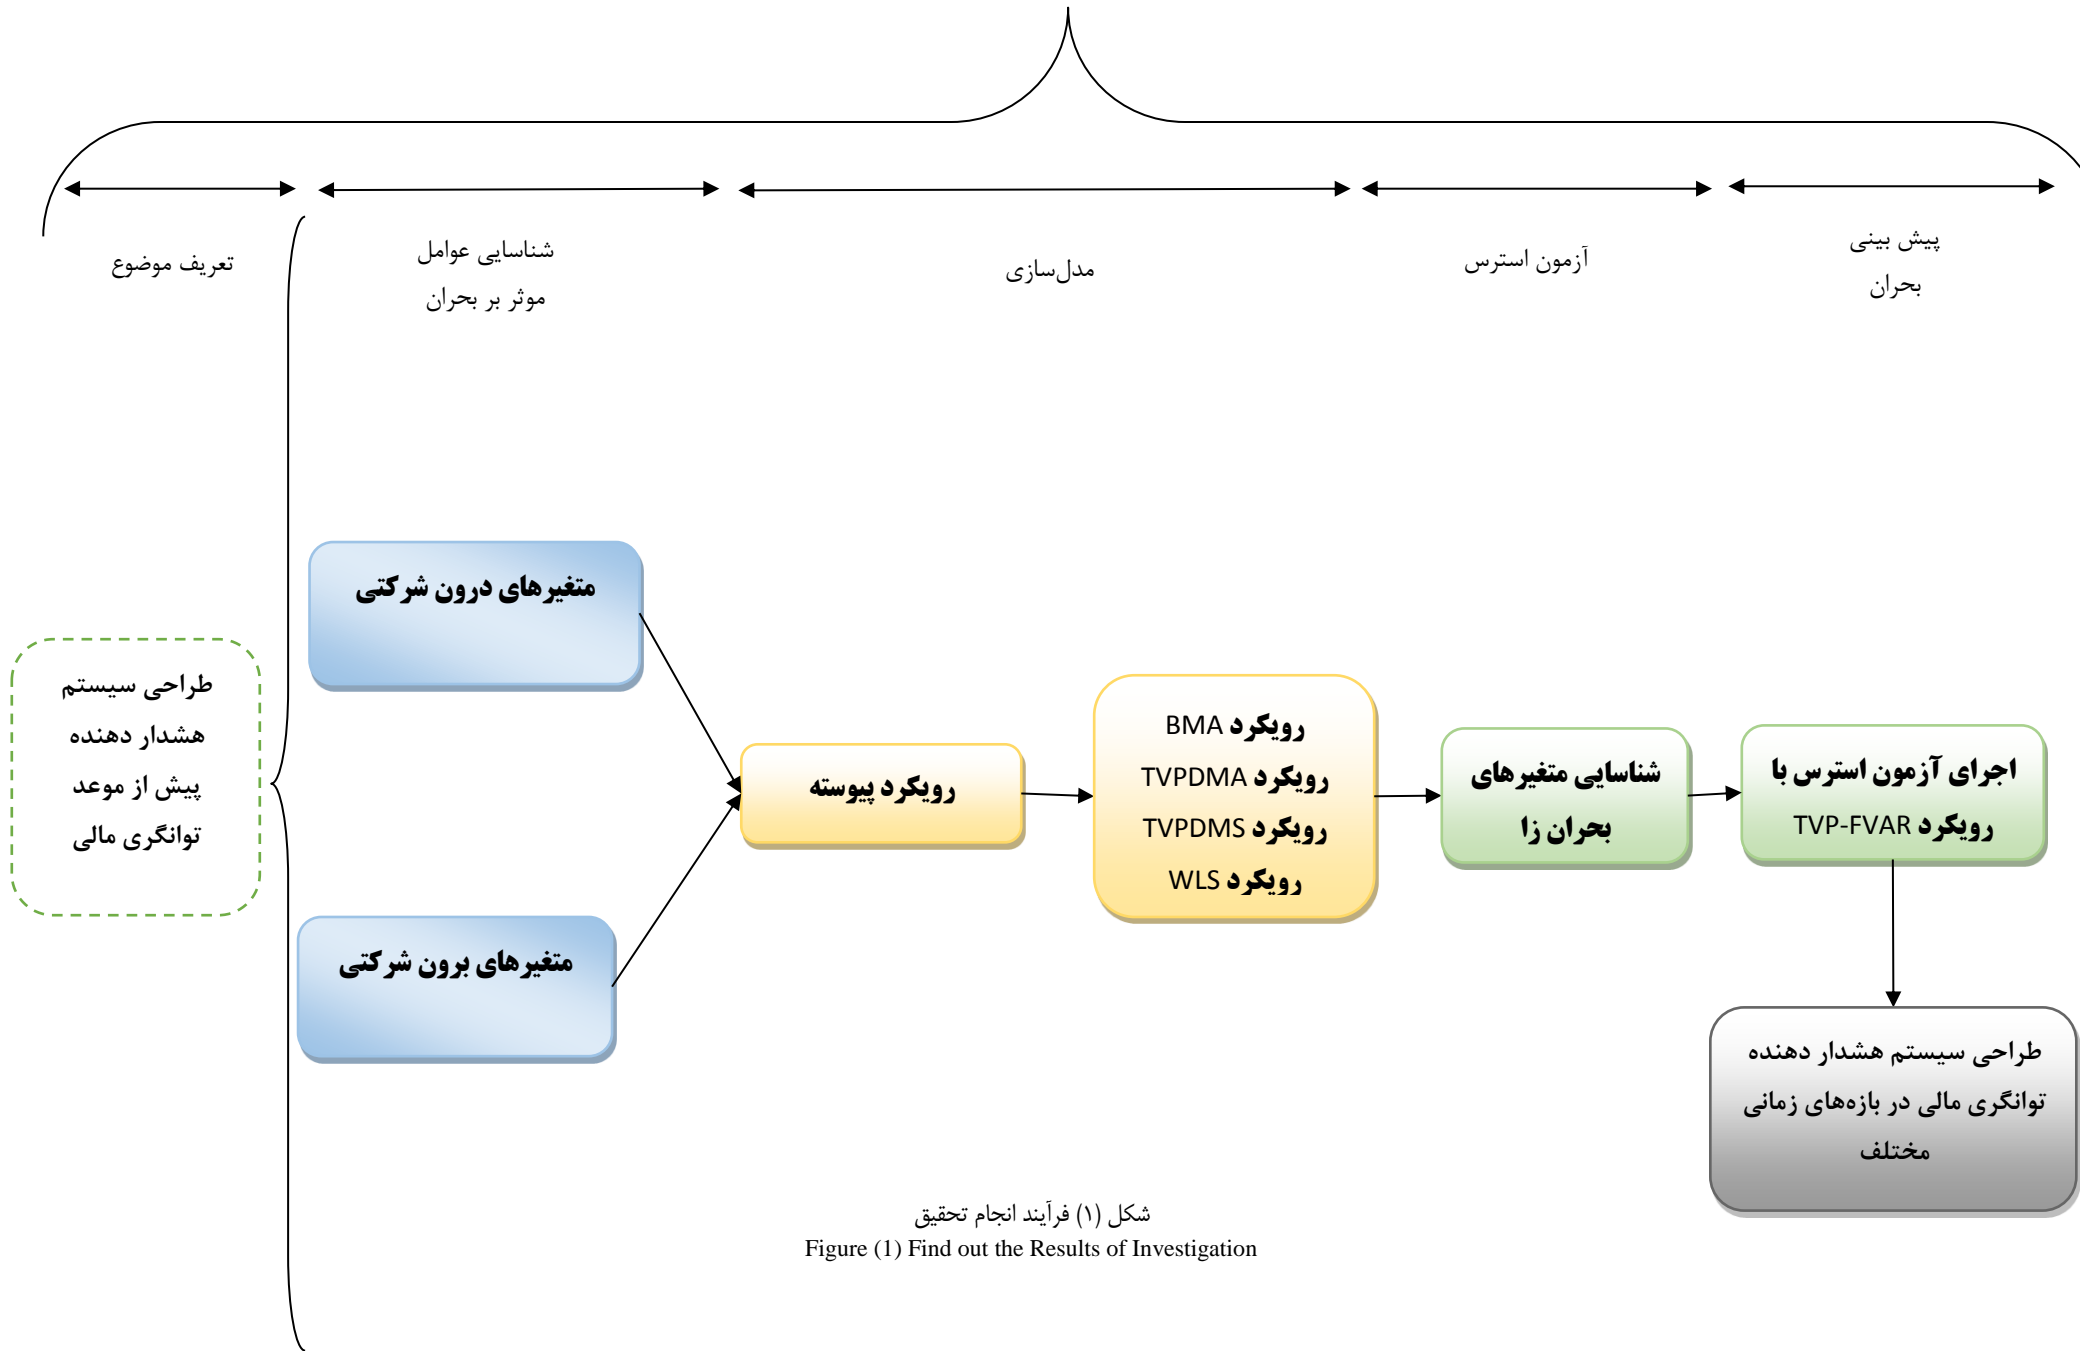 تعریف موضوع
شناسایی عوامل
موثر بر بحران
مدل‌سازی
آزمون استرس
پیش بینی
بحران
طراحی سیستم
هشدار دهنده
پیش از موعد
توانگری مالی
متغیرهای درون شرکتی
متغیرهای برون شرکتی
رویکرد پیوسته
رویکرد BMA
رویکرد TVPDMA
رویکرد TVPDMS
رویکرد WLS
شناسایی متغیرهای
بحران زا
اجرای آزمون استرس با
رویکرد TVP-FVAR
طراحی سیستم هشدار دهنده
توانگری مالی در بازه‌های زمانی
مختلف
شکل (۱) فرآیند انجام تحقیق
Figure (1) Find out the Results of Investigation